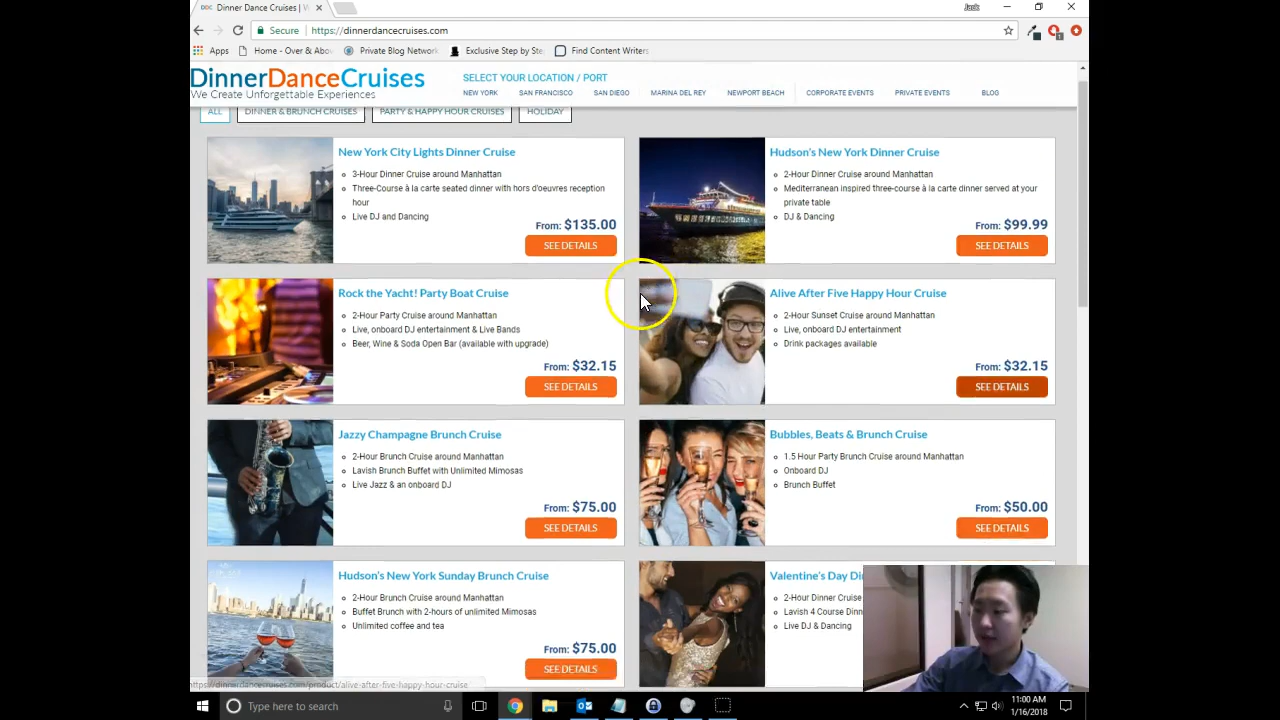 Dinner Dance Cruises | V
Jack
Secure
https://dinnerdancecruises.com
Apps
Home - Over & Abo
Private Blog Network
Exclusive Step by Ste
Find Content Writers
DinnerDanceCruises
We Create Unforgettable Experiences
SELECT YOUR LOCATION / PORT
NEW YORK SAN FRANCISCO SAN DIEGO MARINA DEL REY NEWPORT BEACH CORPORATE EVENTS PRIVATE EVENTS BLOG
ALL DINNER & BRUNCH CRUISES PARTY & HAPPY HOUR CRUISES HOLIDAY
New York City Lights Dinner Cruise
3-Hour Dinner Cruise around Manhattan
Three-Course à la carte seated dinner with hors d'oeuvres reception
hour
Live DJ and Dancing
From: $135.00
SEE DETAILS
Hudson's New York Dinner Cruise
2-Hour Dinner Cruise around Manhattan
Mediterranean inspired three-course à la carte dinner served at your
private table
DJ & Dancing
From: $99.99
SEE DETAILS
Rock the Yacht! Party Boat Cruise
2-Hour Party Cruise around Manhattan
Live, onboard DJ entertainment & Live Bands
Beer, Wine & Soda Open Bar (available with upgrade)
From: $32.15
SEE DETAILS
Alive After Five Happy Hour Cruise
2-Hour Sunset Cruise around Manhattan
Live, onboard DJ entertainment
Drink packages available
From: $32.15
SEE DETAILS
Jazzy Champagne Brunch Cruise
2-Hour Brunch Cruise around Manhattan
Lavish Brunch Buffet with Unlimited Mimosas
Live Jazz & an onboard DJ
From: $75.00
SEE DETAILS
Bubbles, Beats & Brunch Cruise
1.5 Hour Party Brunch Cruise around Manhattan
Onboard DJ
Brunch Buffet
From: $50.00
SEE DETAILS
Hudson's New York Sunday Brunch Cruise
2-Hour Brunch Cruise around Manhattan
Buffet Brunch with 2-hours of unlimited Mimosas
Unlimited coffee and tea
From: $75.00
SEE DETAILS
Valentine's Day Di
2-Hour Dinner Cruise
Lavish 4 Course Dinn
Live DJ & Dancing
https://dinnerdancecruises.com/product/alive-after-five-happy-hour-cruise
Type here to search
11:00 AM
1/16/2018